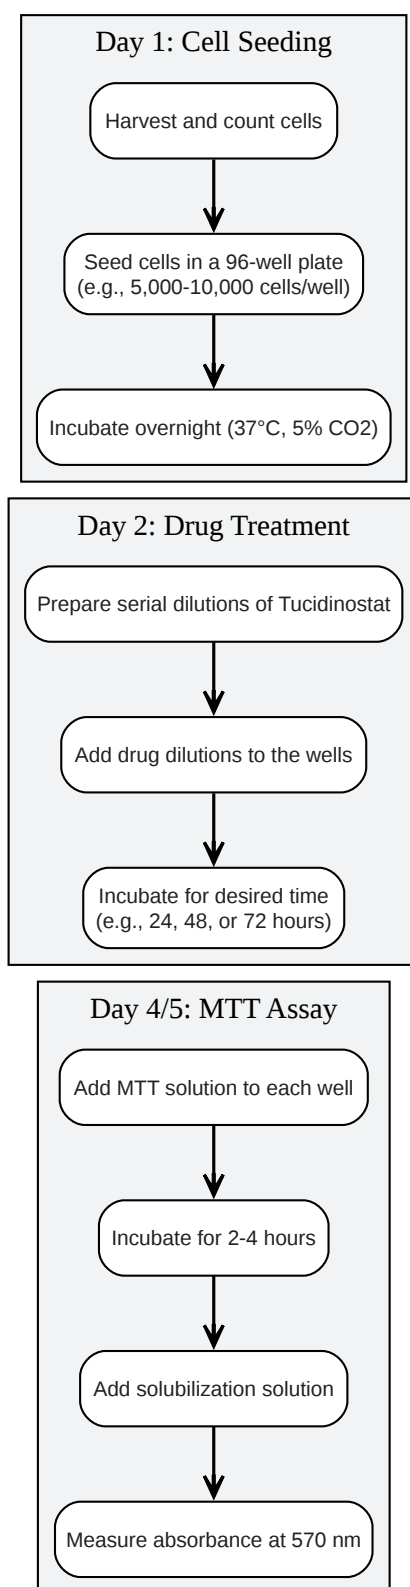 Day 1: Cell Seeding
Harvest and count cells
Seed cells in a 96-well plate
(e.g., 5,000-10,000 cells/well)
Incubate overnight (37°C, 5% CO2)
Day 2: Drug Treatment
Prepare serial dilutions of Tucidinostat
Add drug dilutions to the wells
Incubate for desired time
(e.g., 24, 48, or 72 hours)
Day 4/5: MTT Assay
Add MTT solution to each well
Incubate for 2-4 hours
Add solubilization solution
Measure absorbance at 570 nm